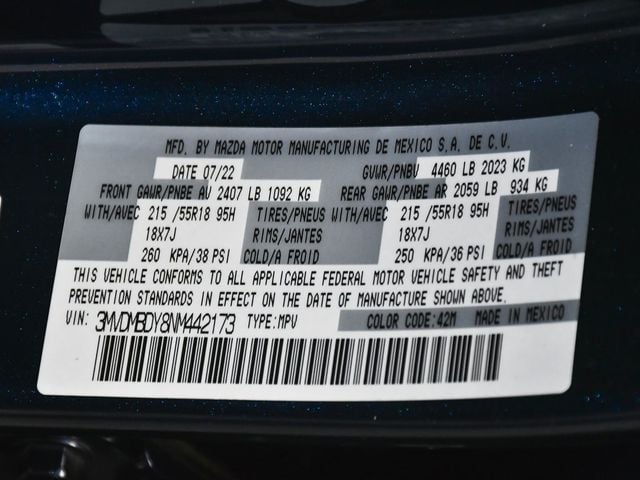 MFD. BY MAZDA MOTOR MANUFACTURING DE MEXICO S.A. DE C.V.
DATE 07/22 GVWR/PNBV 4460 LB 2023 KG
FRONT GAWR/PNBE AV 2407 LB 1092 KG REAR GAWR/PNBE AR 2059 LB 934 KG
WITH/AVEC 215 /55R18 95H TIRES/PNEUS WITH/AVEC 215 /55R18 95H TIRES/PNEUS
18X7J RIMS/JANTES 18X7J RIMS/JANTES
260 KPA/38 PSI COLD/A FROID 250 KPA/36 PSI COLD/A FROID
THIS VEHICLE CONFORMS TO ALL APPLICABLE FEDERAL MOTOR VEHICLE SAFETY AND THEFT
PREVENTION STANDARDS IN EFFECT ON THE DATE OF MANUFACTURE SHOWN ABOVE.
VIN: 3MVDMBDY8NM442173 TYPE:MPV COLOR CODE:42M MADE IN MEXICO